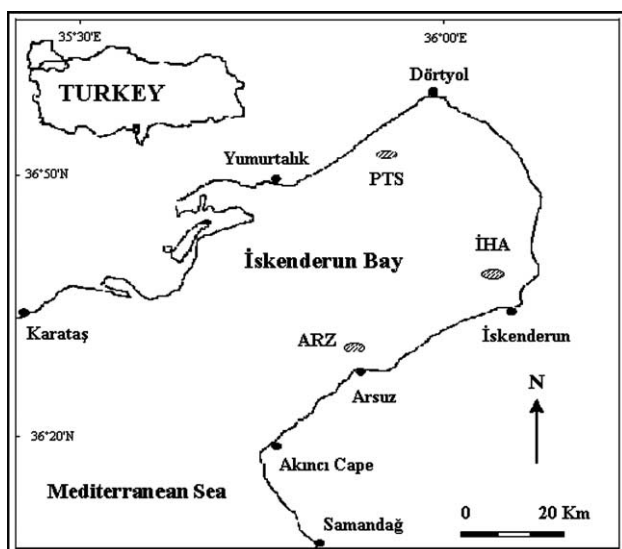 35°30' 36°00'
Dörtyol
TURKEY
Yumurtalık
36°50'N
PTS
İHA
İskenderun Bay
Karataş
ARZ
İskenderun
N
Arsuz
36°20'N
Akıncı Cape
Mediterranean Sea
0 20 Km
Samandağ